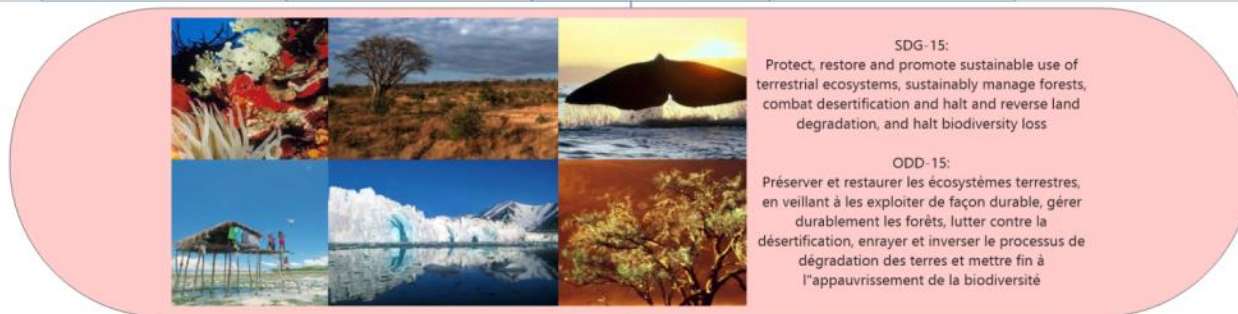 SDG-15:
Protect, restore and promote sustainable use of
terrestrial ecosystems, sustainably manage forests,
combat desertification and halt and reverse land
degradation, and halt biodiversity loss
ODD-15:
Préserver et restaurer les écosystèmes terrestres,
en veillant à les exploiter de façon durable, gérer
durablement les forêts, lutter contre la
désertification, enrayer et inverser le processus de
dégradation des terres et mettre fin à
l"appauvrissement de la biodiversité